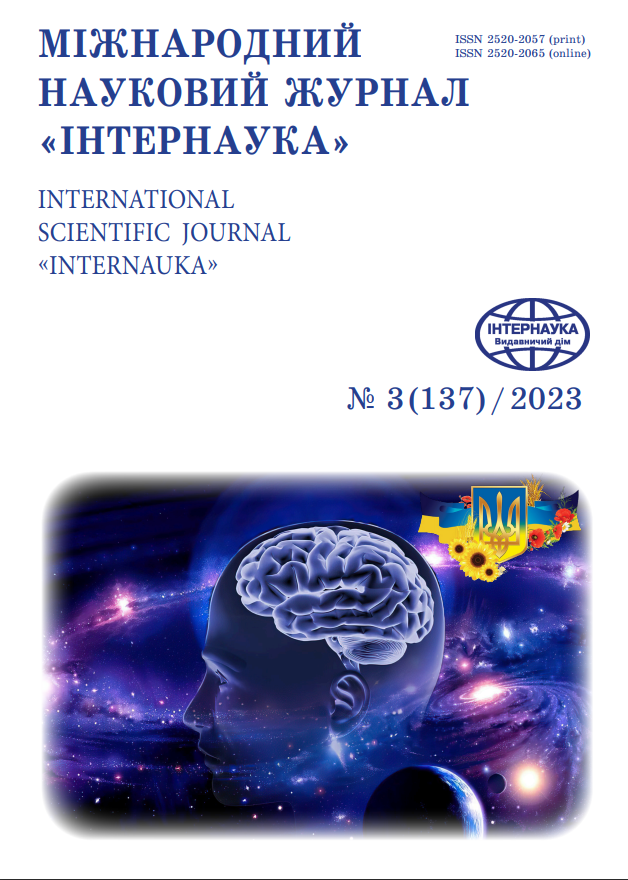 МІЖНАРОДНИЙ
НАУКОВИЙ ЖУРНАЛ
«ІНТЕРНАУКА»
ISSN 2520-2057 (print)
ISSN 2520-2065 (online)
INTERNATIONAL
SCIENTIFIC JOURNAL
«INTERNAUKA»
ІНТЕРНАУКА
Видавничий дім
№ 3(137) / 2023